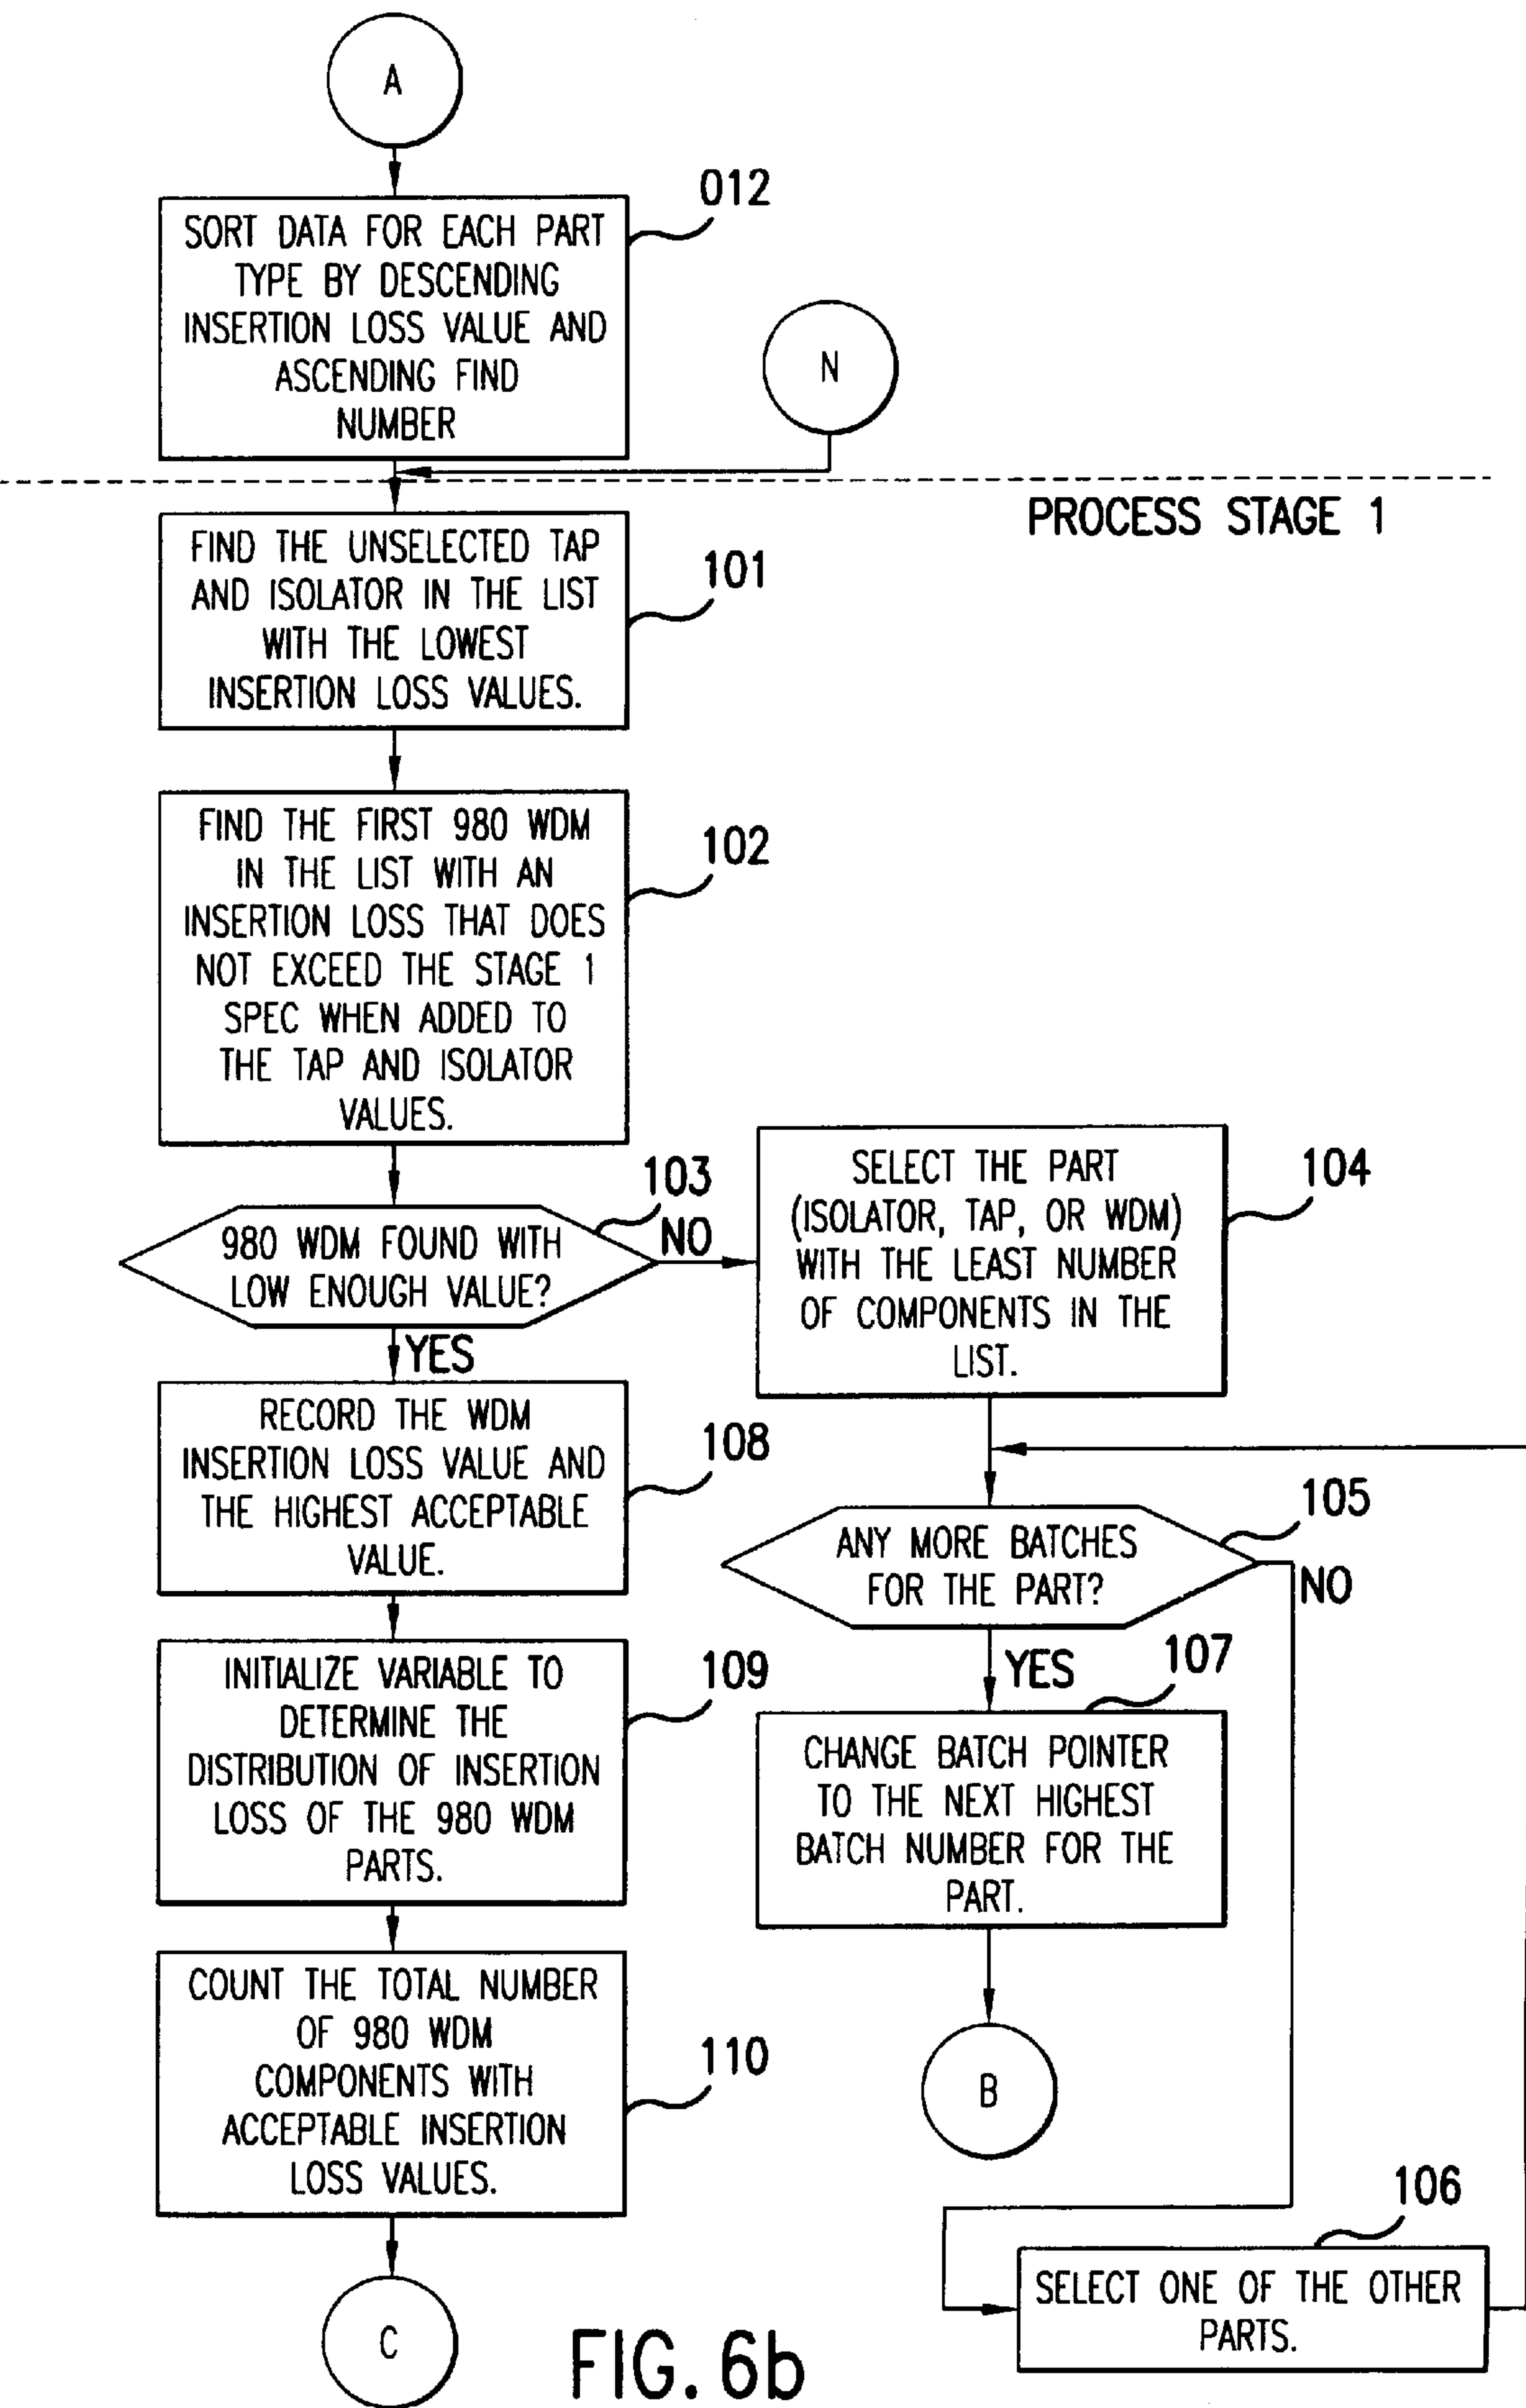 A
012
SORT DATA FOR EACH PART
TYPE BY DESCENDING
INSERTION LOSS VALUE AND
ASCENDING FIND
NUMBER
N
PROCESS STAGE 1
FIND THE UNSELECTED TAP
AND ISOLATOR IN THE LIST
WITH THE LOWEST
INSERTION LOSS VALUES.
101
FIND THE FIRST 980 WDM
IN THE LIST WITH AN
INSERTION LOSS THAT DOES
NOT EXCEED THE STAGE 1
SPEC WHEN ADDED TO
THE TAP AND ISOLATOR
VALUES.
102
103
980 WDM FOUND WITH
LOW ENOUGH VALUE?
NO
YES
SELECT THE PART
(ISOLATOR, TAP, OR WDM)
WITH THE LEAST NUMBER
OF COMPONENTS IN THE
LIST.
104
RECORD THE WDM
INSERTION LOSS VALUE AND
THE HIGHEST ACCEPTABLE
VALUE.
108
105
ANY MORE BATCHES
FOR THE PART?
NO
YES
107
INITIALIZE VARIABLE TO
DETERMINE THE
DISTRIBUTION OF INSERTION
LOSS OF THE 980 WDM
PARTS.
109
CHANGE BATCH POINTER
TO THE NEXT HIGHEST
BATCH NUMBER FOR THE
PART.
COUNT THE TOTAL NUMBER
OF 980 WDM
COMPONENTS WITH
ACCEPTABLE INSERTION
LOSS VALUES.
110
B
106
SELECT ONE OF THE OTHER
PARTS.
C
FIG. 6b